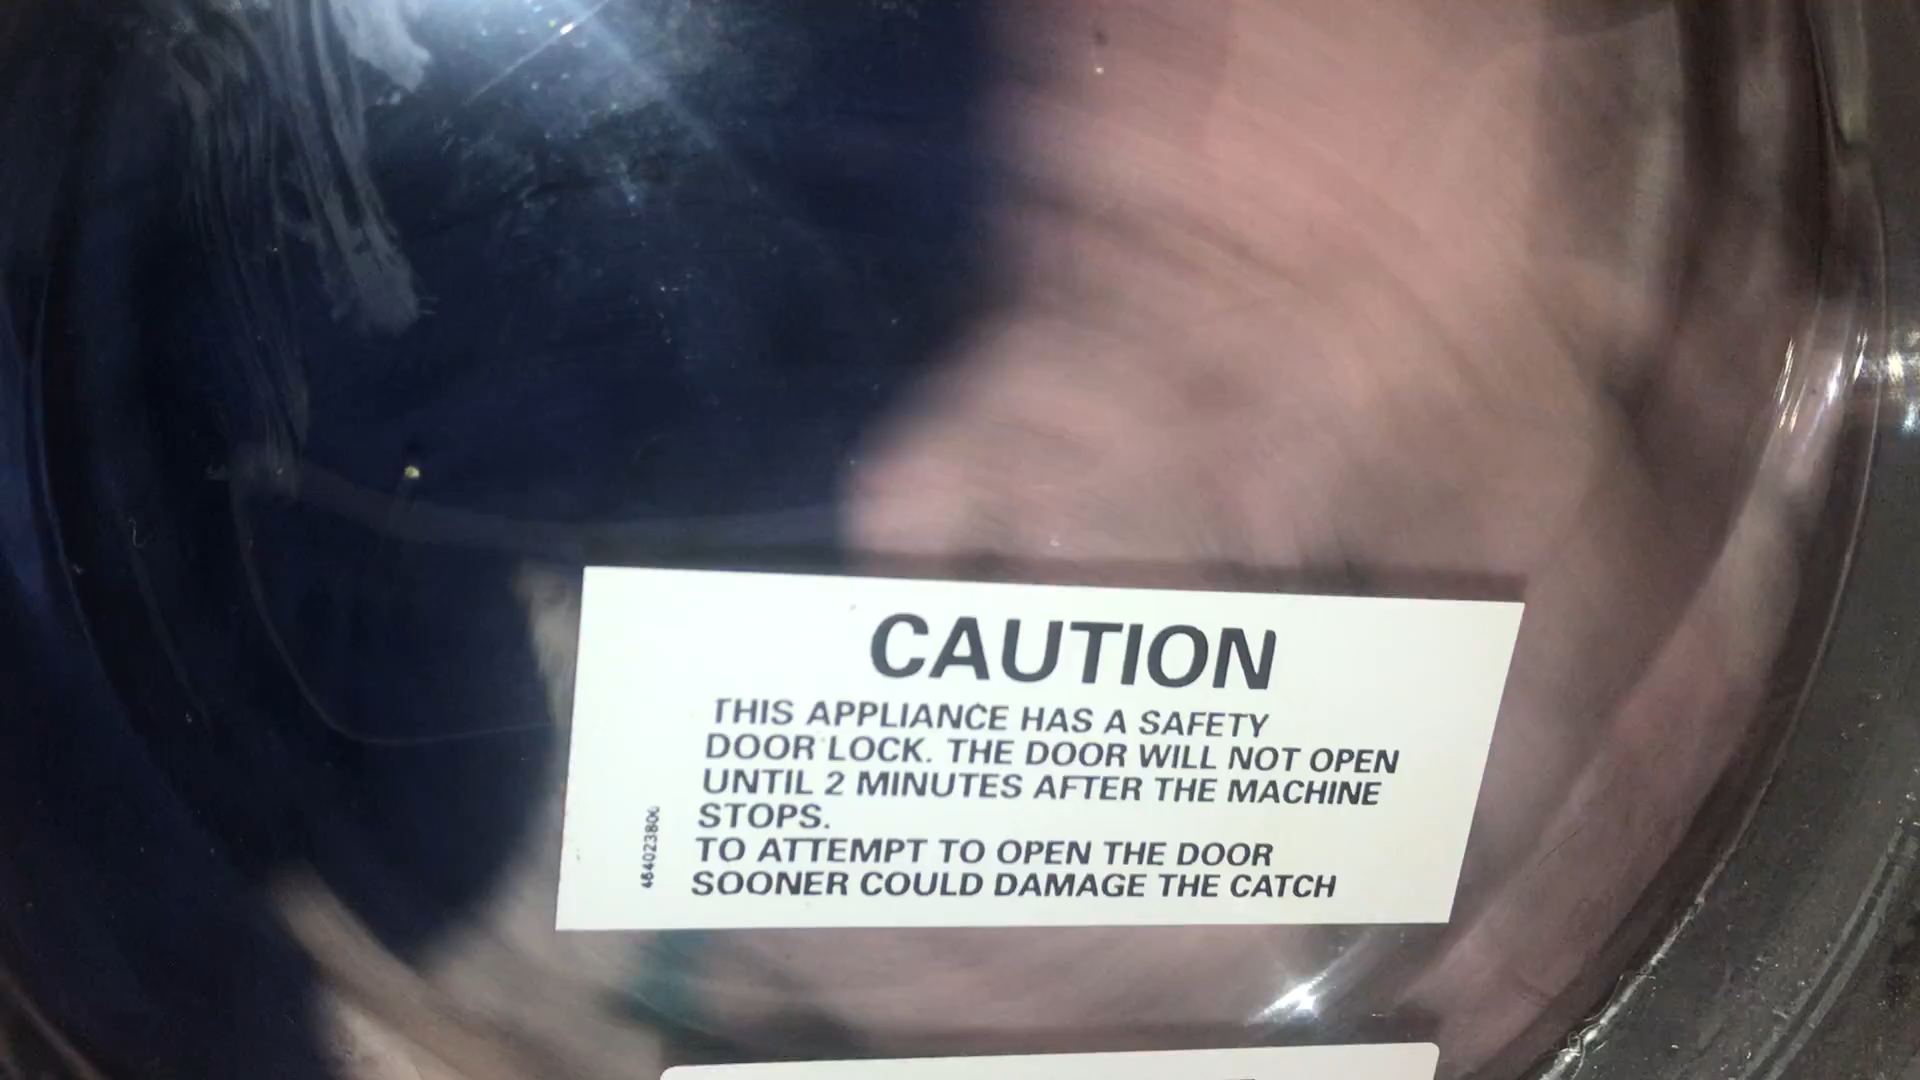 CAUTION
THIS APPLIANCE HAS A SAFETY
DOOR LOCK. THE DOOR WILL NOT OPEN
UNTIL 2 MINUTES AFTER THE MACHINE
STOPS.
TO ATTEMPT TO OPEN THE DOOR
SOONER COULD DAMAGE THE CATCH